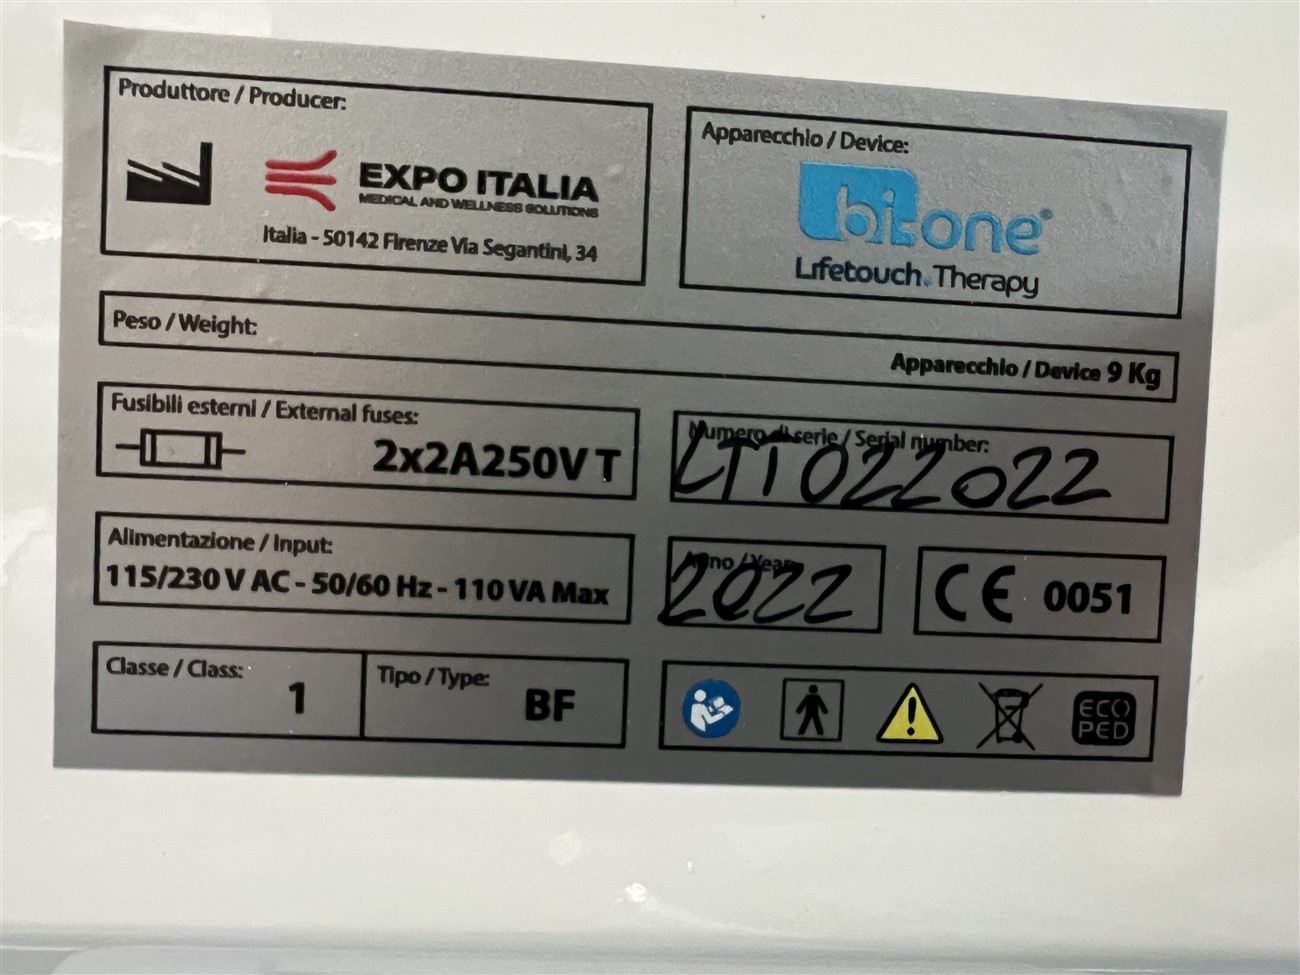 Produttore / Producer:
EXPO ITALIA
MEDICAL AND WELLNESS SOLUTIONS
Italia - 50142 Firenze Via Segantini, 34
Apparecchio / Device:
bi-one®
Lifetouch Therapy
Peso / Weight:
Apparecchio / Device 9 Kg
Fusibili esterni / External fuses:
2x2A250V T
Numero di serie / Serial number:
LTT022022
Alimentazione / Input:
115/230 V AC - 50/60 Hz - 110 VA Max
Anno / Year:
2022
CE 0051
Classe / Class:
1
Tipo / Type:
BF
ECO
PED